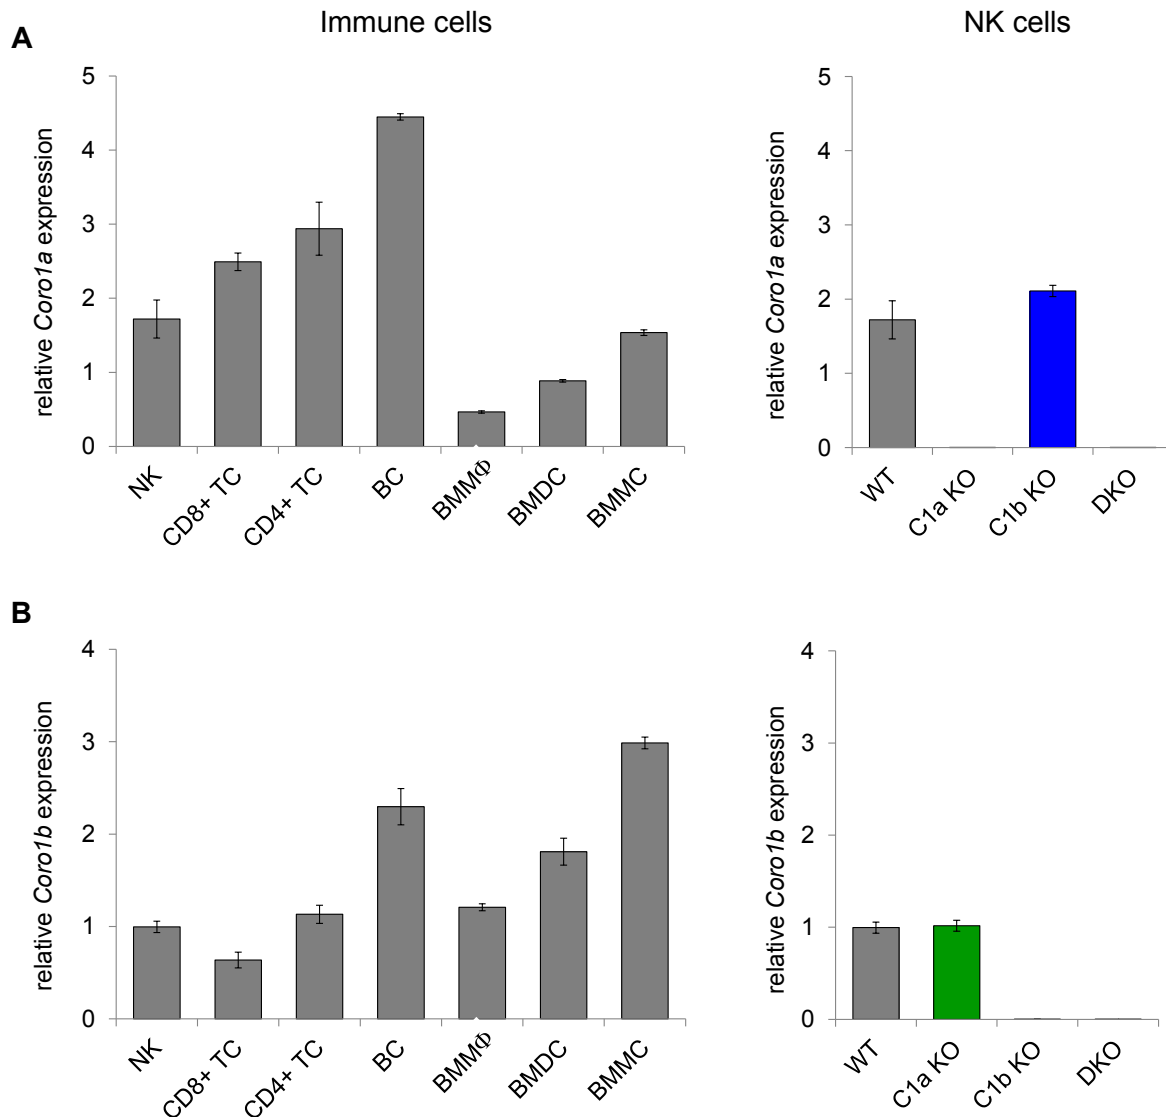 Immune cells
NK cells
A
relative Coro1a expression
5
4
3
2
1
0
NK
CD8+ TC
CD4+ TC
BC
BMMΦ
BMDC
BMMC
relative Coro1a expression
5
4
3
2
1
0
WT
C1a KO
C1b KO
DKO
B
relative Coro1b expression
4
3
2
1
0
NK
CD8+ TC
CD4+ TC
BC
BMMΦ
BMDC
BMMC
relative Coro1b expression
4
3
2
1
0
WT
C1a KO
C1b KO
DKO